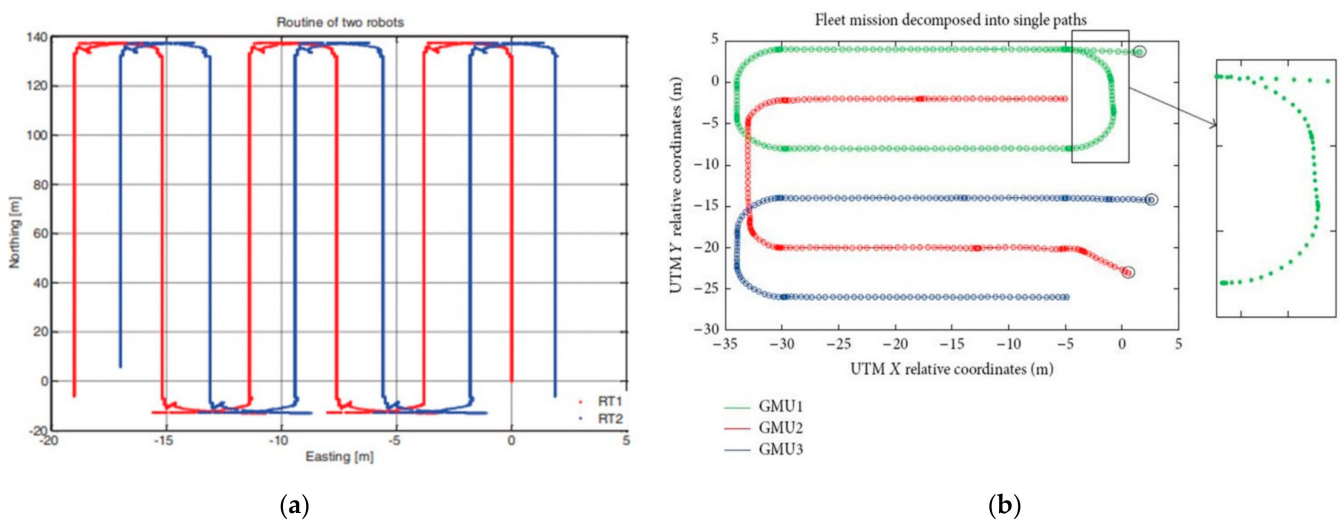 Routine of two robots
Northing [m]
140
120
100
80
60
40
20
0
-20
-20
-15
-10
-5
0
5
Easting [m]
RT1
RT2
(a)
Fleet mission decomposed into single paths
UTM Y relative coordinates (m)
5
0
−5
−10
−15
−20
−25
−30
−35
−30
−25
−20
−15
−10
−5
0
5
UTM X relative coordinates (m)
GMU1
GMU2
GMU3
(b)